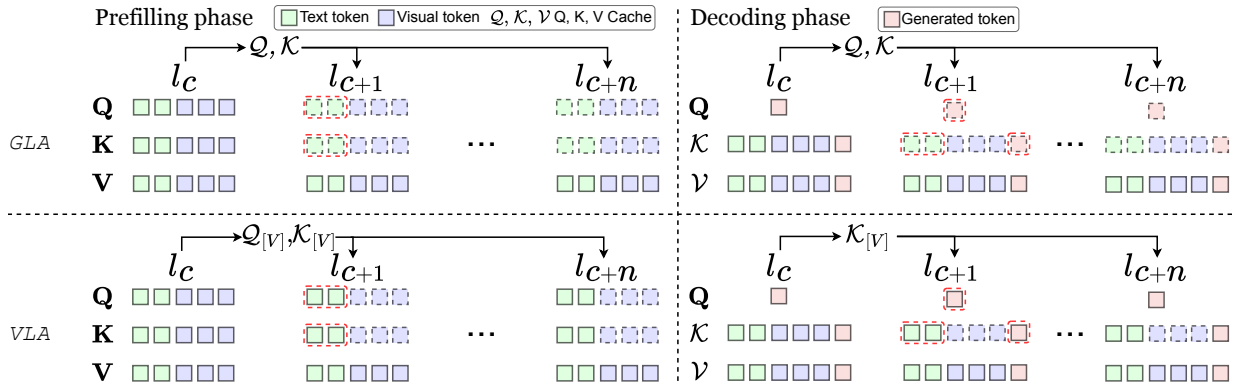 Prefilling phase
Text token Visual token 𝒬, 𝒦, 𝒱 Q, K, V Cache
Decoding phase
Generated token
𝒬, 𝒦
l_c l_{c+1} l_{c+n}
𝒬, 𝒦
l_c l_{c+1} l_{c+n}
GLA
Q
K ...
V
Q
𝒦 ...
𝒱
𝒬_{[V]},𝒦_{[V]}
l_c l_{c+1} l_{c+n}
𝒦_{[V]}
l_c l_{c+1} l_{c+n}
VLA
Q
K ...
V
Q
𝒦 ...
𝒱